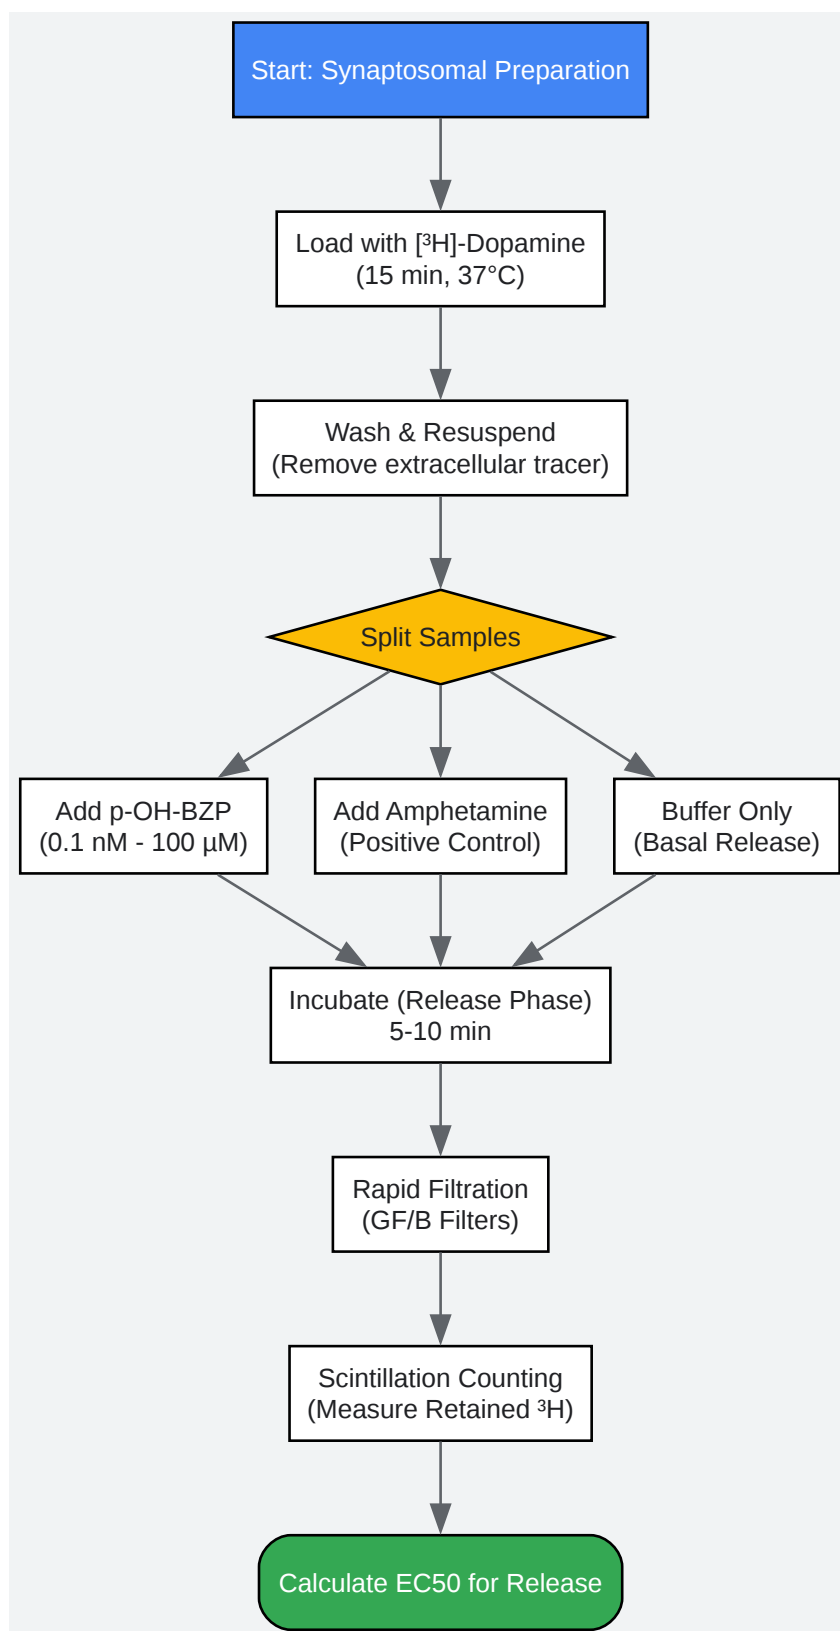 Start: Synaptosomal Preparation
Load with [³H]-Dopamine
(15 min, 37°C)
Wash & Resuspend
(Remove extracellular tracer)
Split Samples
Add p-OH-BZP
(0.1 nM - 100 µM)
Add Amphetamine
(Positive Control)
Buffer Only
(Basal Release)
Incubate (Release Phase)
5-10 min
Rapid Filtration
(GF/B Filters)
Scintillation Counting
(Measure Retained ³H)
Calculate EC50 for Release